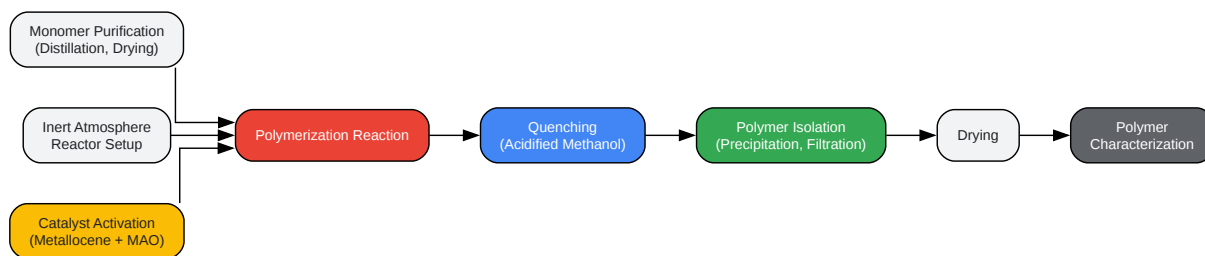 Monomer Purification
(Distillation, Drying)
Inert Atmosphere
Reactor Setup
Catalyst Activation
(Metallocene + MAO)
Polymerization Reaction
Quenching
(Acidified Methanol)
Polymer Isolation
(Precipitation, Filtration)
Drying
Polymer
Characterization